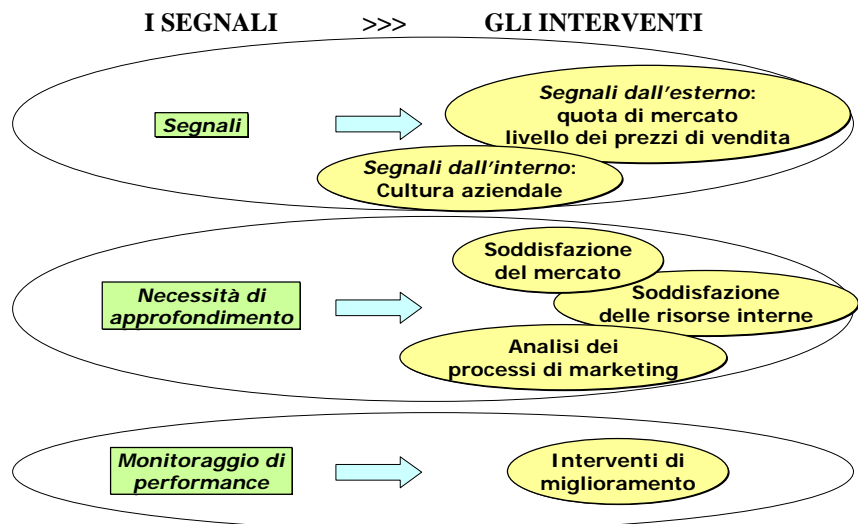 I SEGNALI >>> GLI INTERVENTI
Segnali
Segnali dall'esterno:
quota di mercato
livello dei prezzi di vendita
Segnali dall'interno:
Cultura aziendale
Necessità di
approfondimento
Soddisfazione
del mercato
Soddisfazione
delle risorse interne
Analisi dei
processi di marketing
Monitoraggio di
performance
Interventi di
miglioramento